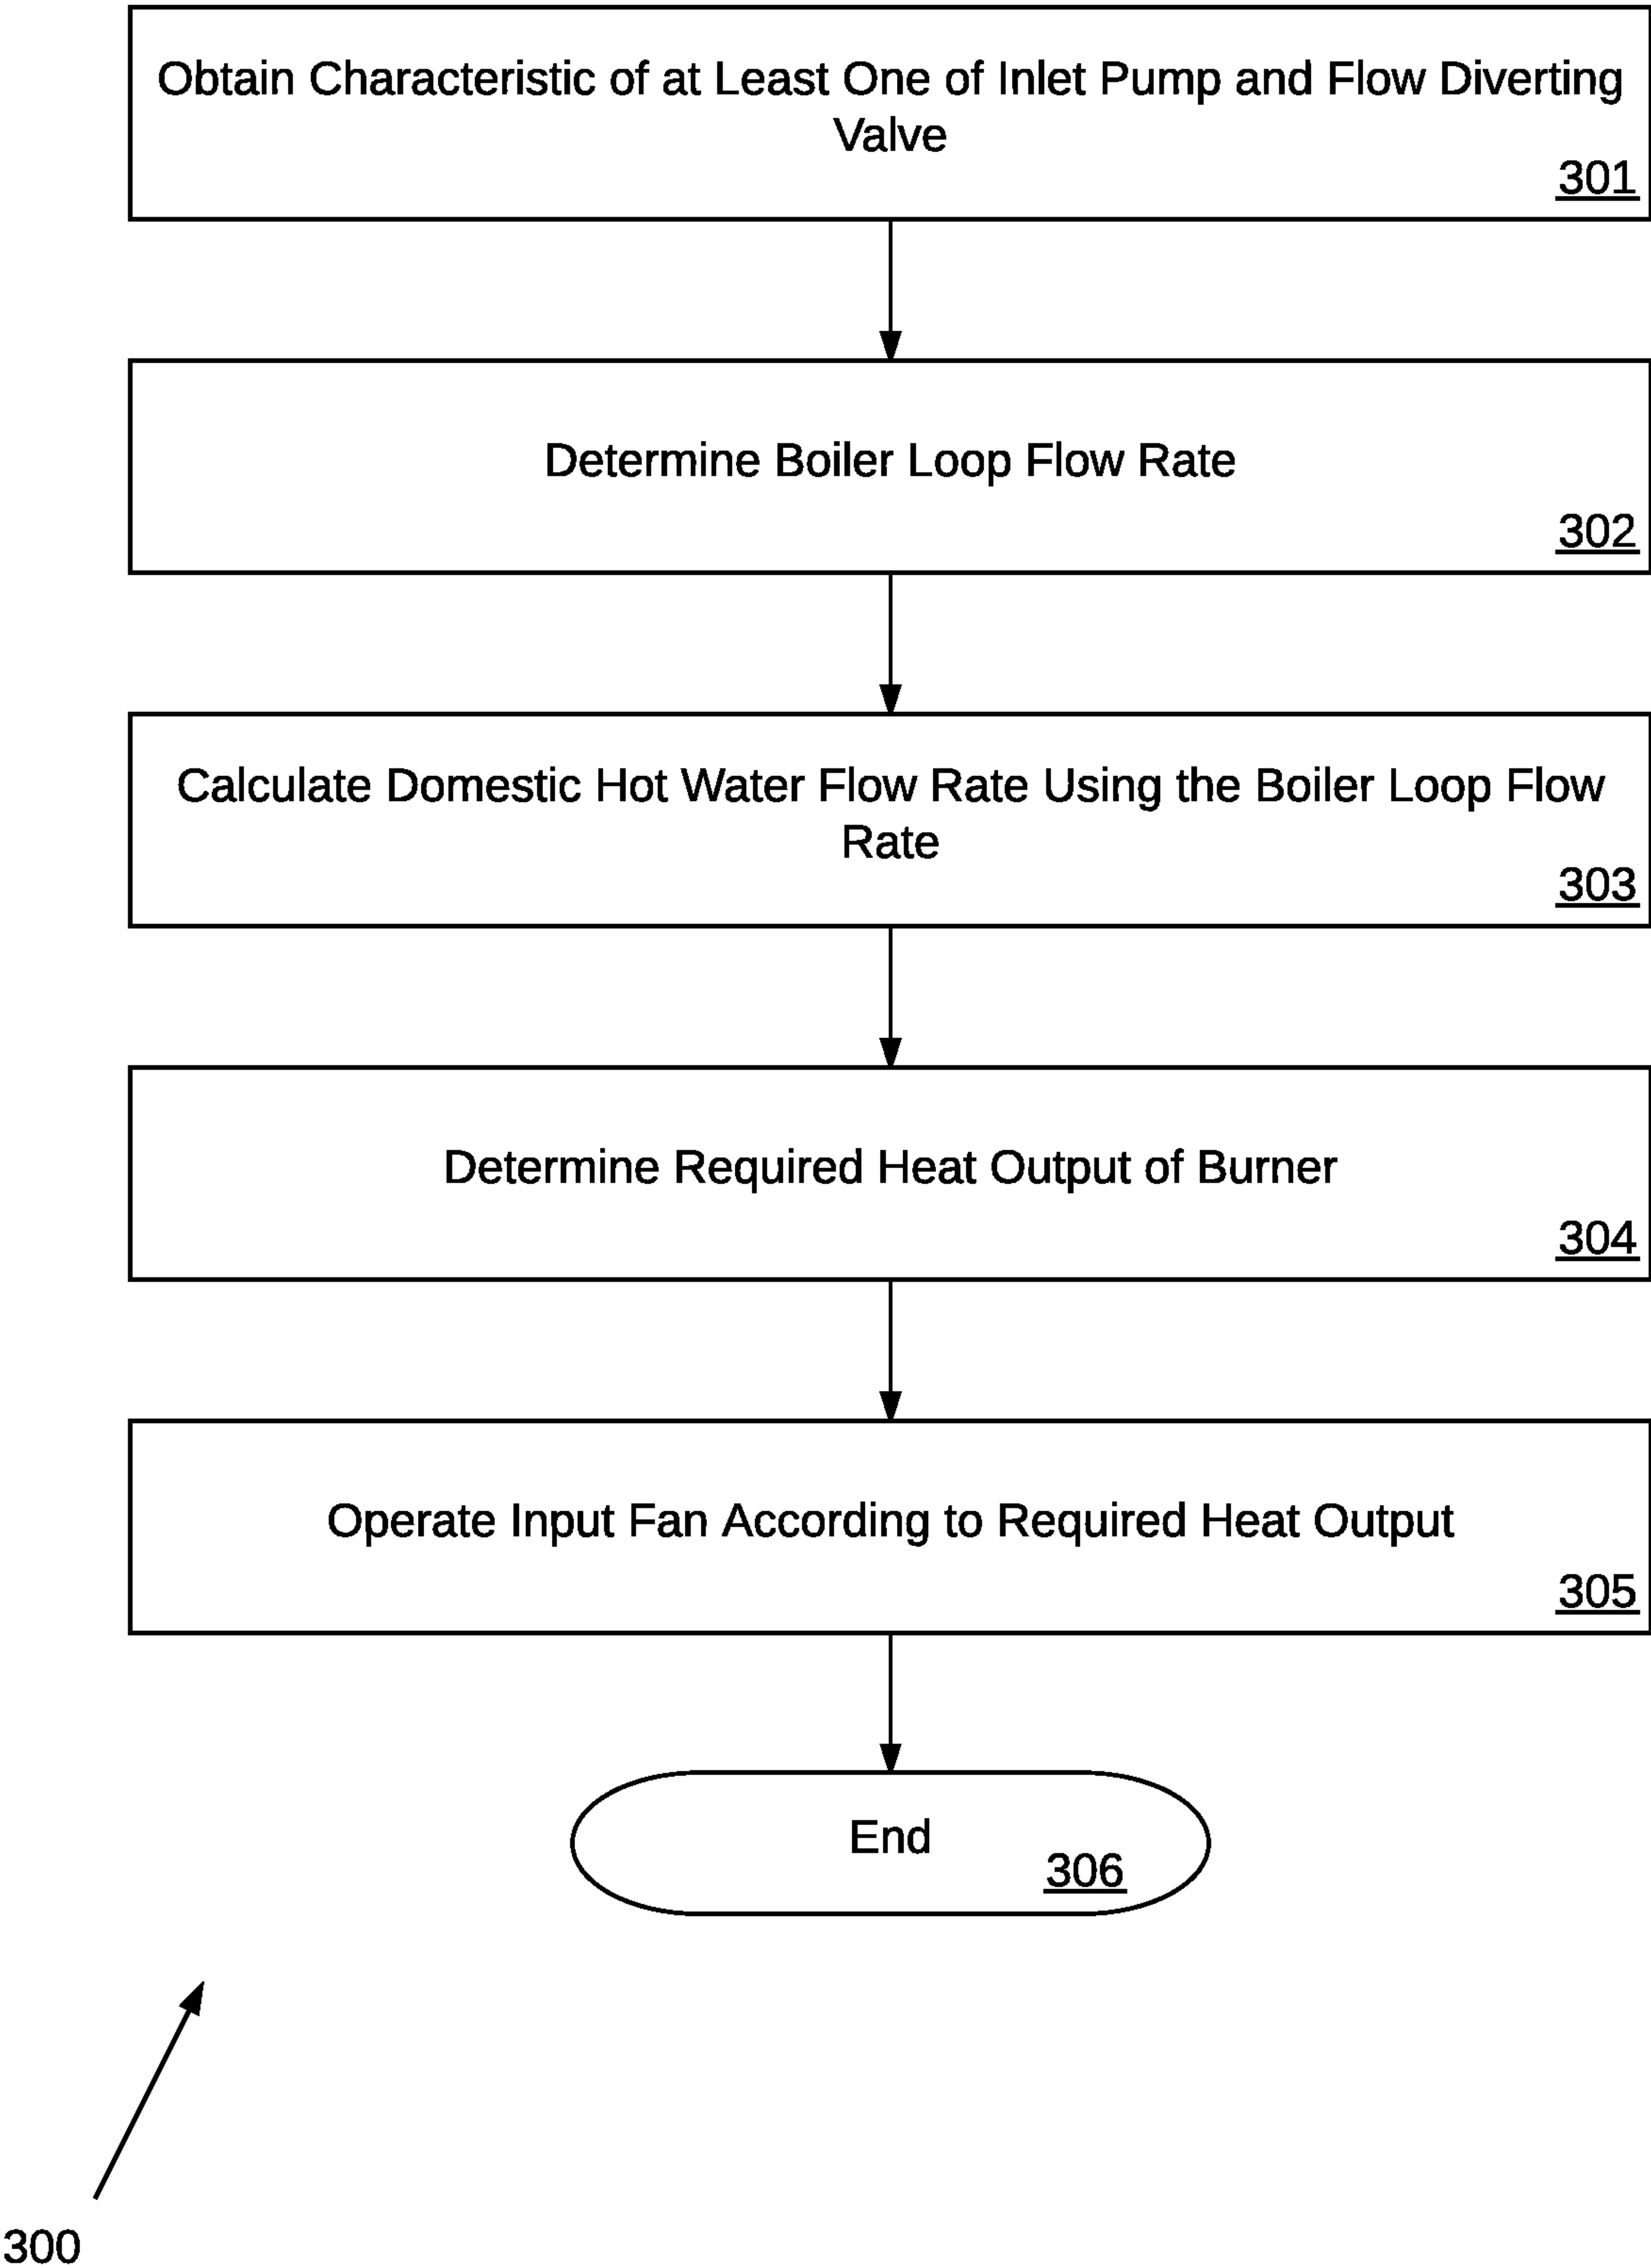 Obtain Characteristic of at Least One of Inlet Pump and Flow Diverting
Valve
301
Determine Boiler Loop Flow Rate
302
Calculate Domestic Hot Water Flow Rate Using the Boiler Loop Flow
Rate
303
Determine Required Heat Output of Burner
304
Operate Input Fan According to Required Heat Output
305
End
306
300